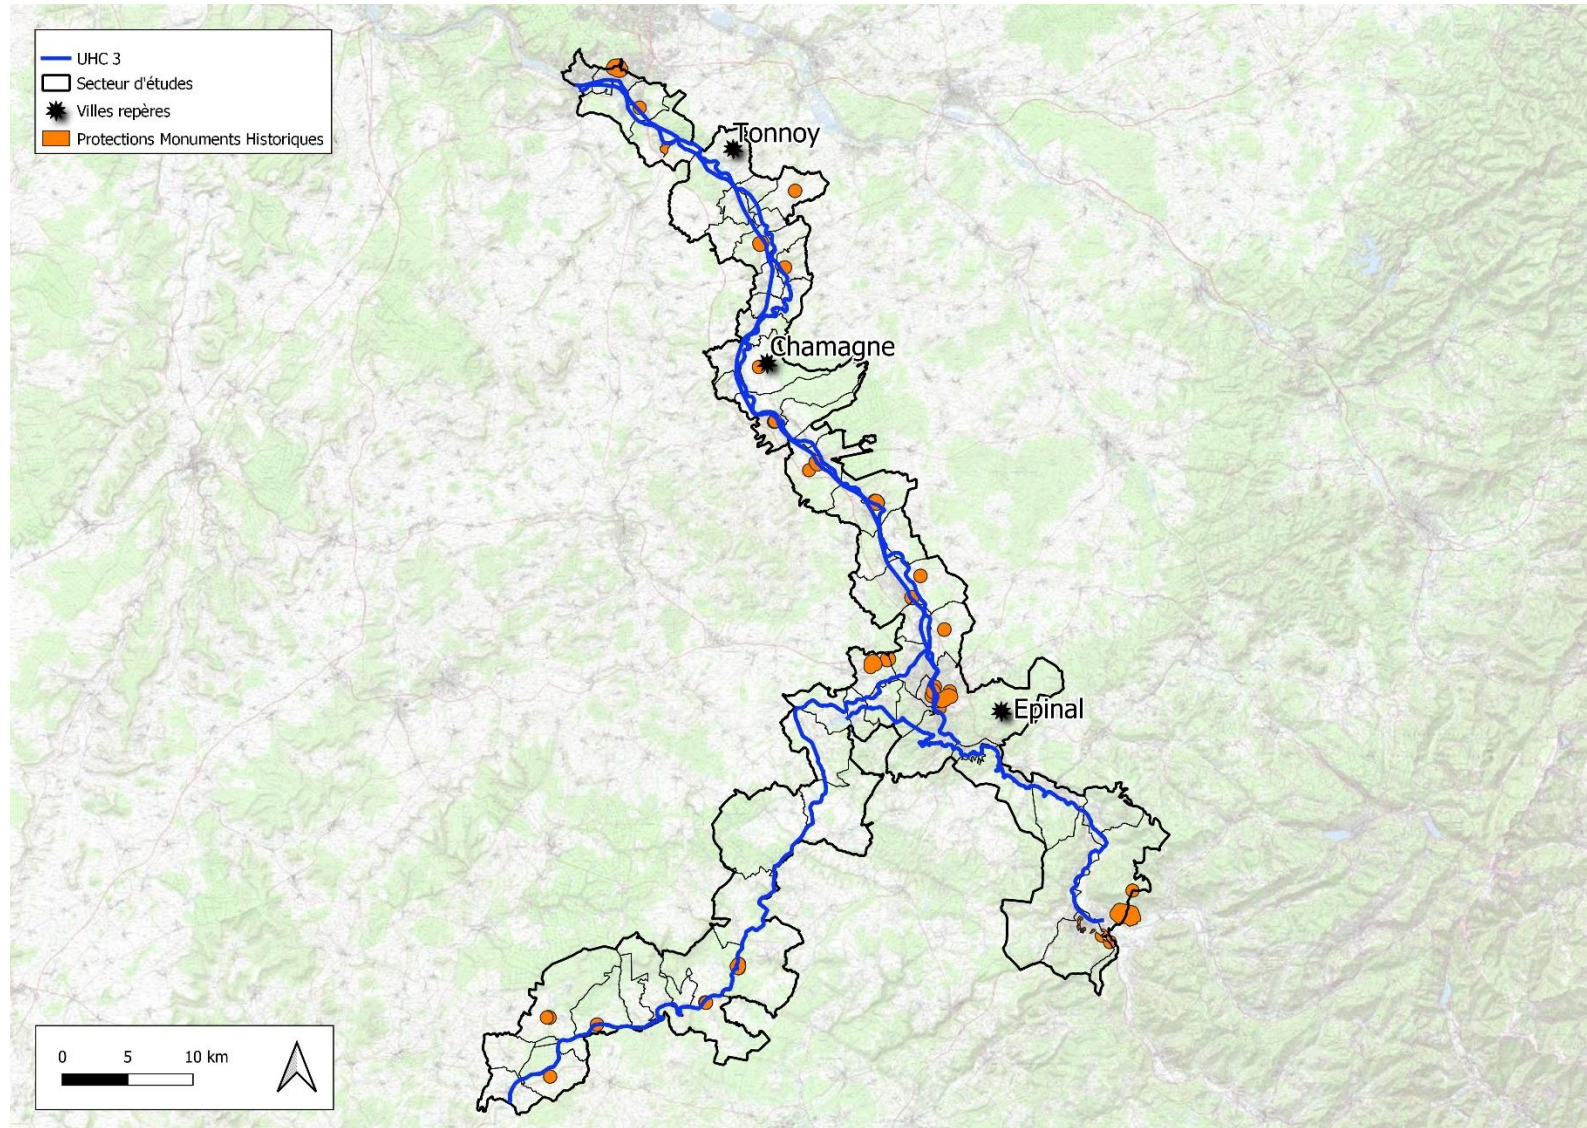 UHC 3
Secteur d'études
Villes repères
Protections Monuments Historiques
Tonnoy
Chamagne
Epinal
0 5 10 km